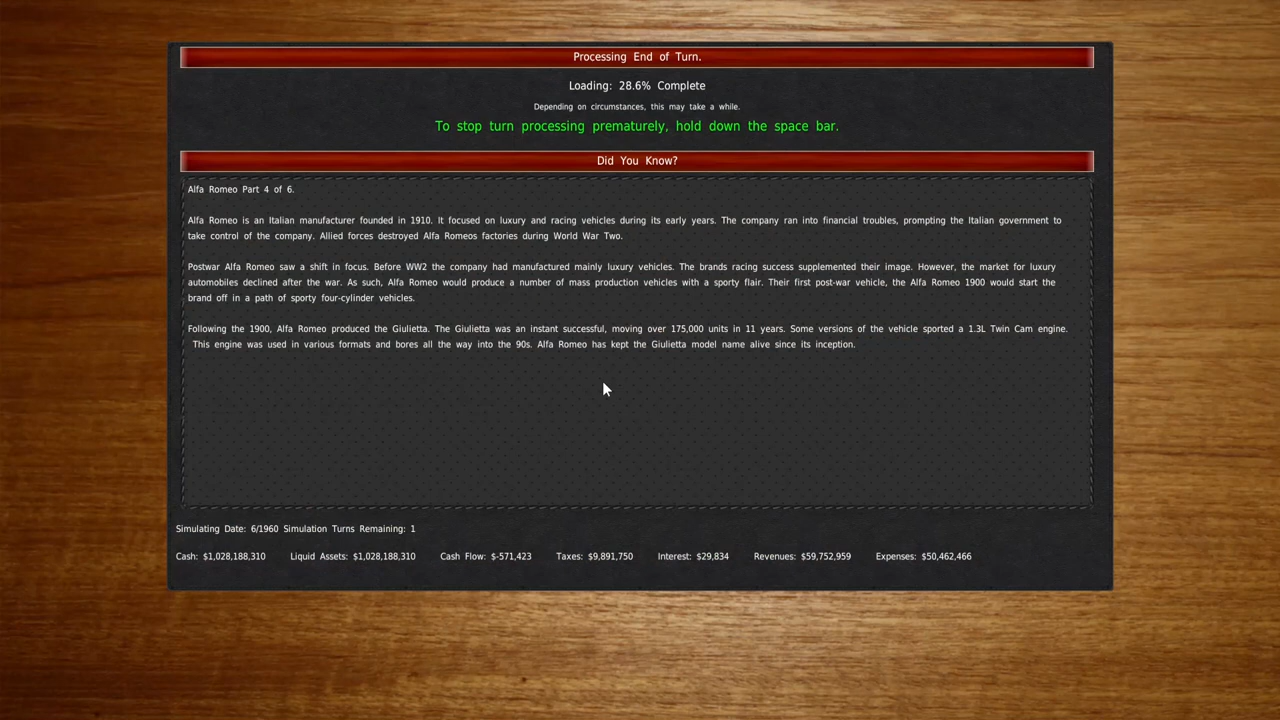 Processing End of Turn.
Loading: 28.6% Complete
Depending on circumstances, this may take a while.
To stop turn processing prematurely, hold down the space bar.
Did You Know?
Alfa Romeo Part 4 of 6.
Alfa Romeo is an Italian manufacturer founded in 1910. It focused on luxury and racing vehicles during its early years. The company ran into financial troubles, prompting the Italian government to
take control of the company. Allied forces destroyed Alfa Romeos factories during World War Two.
Postwar Alfa Romeo saw a shift in focus. Before WW2 the company had manufactured mainly luxury vehicles. The brands racing success supplemented their image. However, the market for luxury
automobiles declined after the war. As such, Alfa Romeo would produce a number of mass production vehicles with a sporty flair. Their first post-war vehicle, the Alfa Romeo 1900 would start the
brand off in a path of sporty four-cylinder vehicles.
Following the 1900, Alfa Romeo produced the Giulietta. The Giulietta was an instant successful, moving over 175,000 units in 11 years. Some versions of the vehicle sported a 1.3L Twin Cam engine.
This engine was used in various formats and bores all the way into the 90s. Alfa Romeo has kept the Giulietta model name alive since its inception.
Simulating Date: 6/1960 Simulation Turns Remaining: 1
Cash: $1,028,188,310 Liquid Assets: $1,028,188,310 Cash Flow: $-571,423 Taxes: $9,891,750 Interest: $29,834 Revenues: $59,752,959 Expenses: $50,462,466